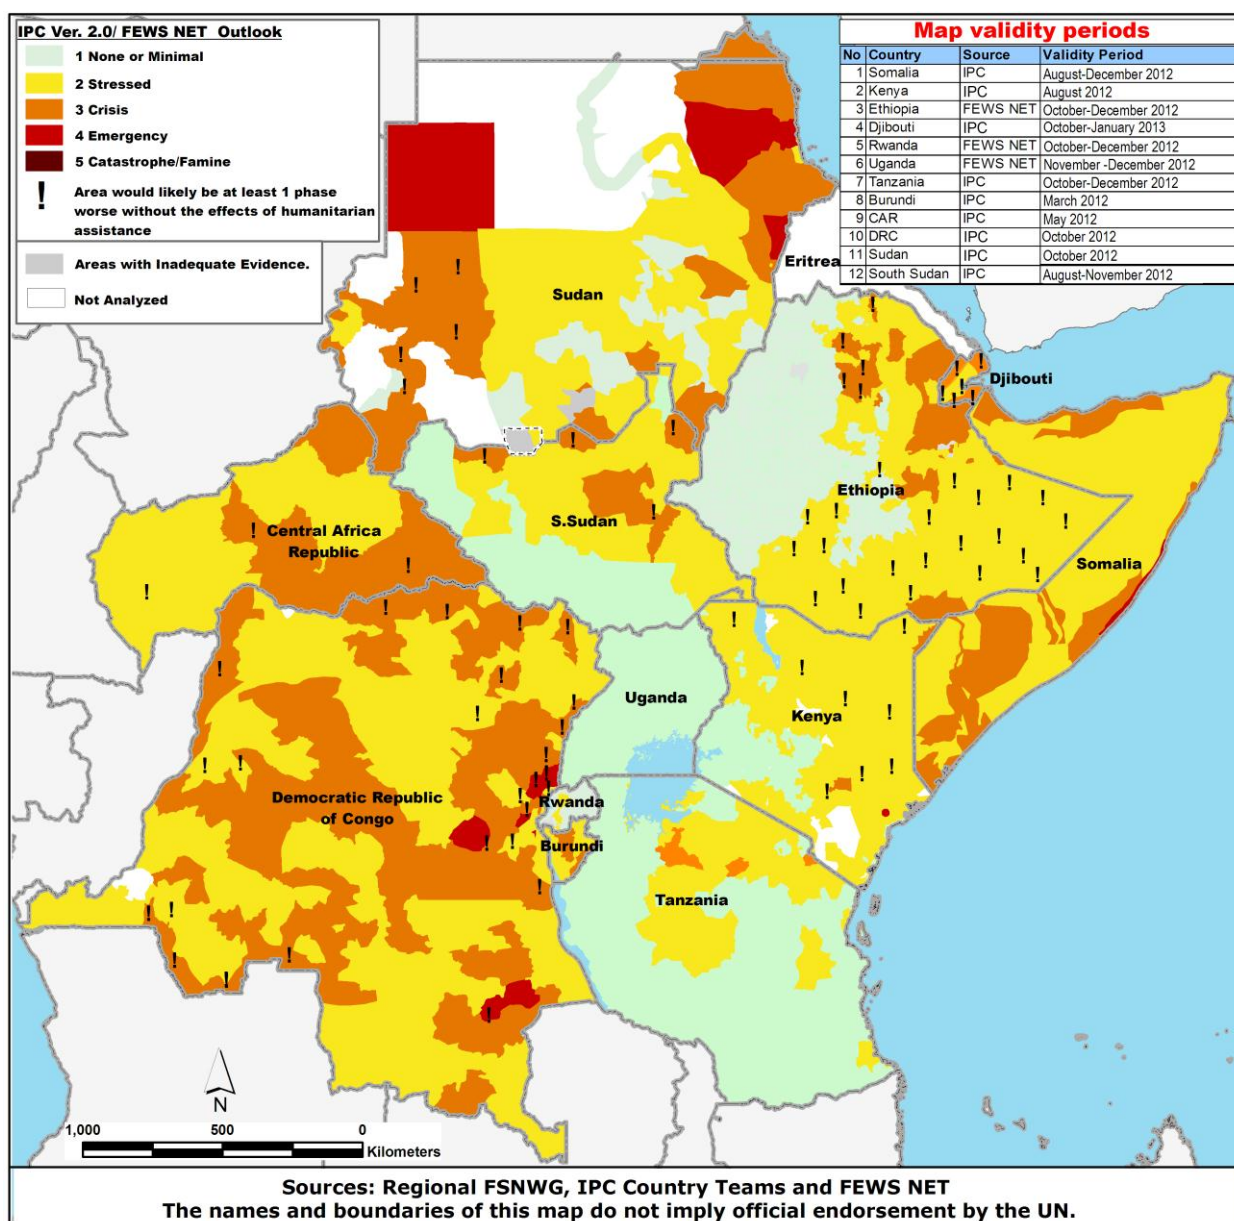 IPC Ver. 2.0/ FEWS NET Outlook
1 None or Minimal
2 Stressed
3 Crisis
4 Emergency
5 Catastrophe/Famine
! Area would likely be at least 1 phase
worse without the effects of humanitarian
assistance
Areas with Inadequate Evidence.
Not Analyzed
Map validity periods
No Country Source Validity Period
1 Somalia IPC August-December 2012
2 Kenya IPC August 2012
3 Ethiopia FEWS NET October-December 2012
4 Djibouti IPC October-January 2013
5 Rwanda FEWS NET October-December 2012
6 Uganda FEWS NET November -December 2012
7 Tanzania IPC October-December 2012
8 Burundi IPC March 2012
9 CAR IPC May 2012
10 DRC IPC October 2012
11 Sudan IPC October 2012
12 South Sudan IPC August-November 2012
Eritrea
Sudan
Djibouti
Ethiopia
S.Sudan
Central Africa
Republic
Somalia
Uganda
Kenya
Democratic Republic
of Congo
Rwanda
Burundi
Tanzania
N
1,000 500 0
Kilometers
Sources: Regional FSNWG, IPC Country Teams and FEWS NET
The names and boundaries of this map do not imply official endorsement by the UN.